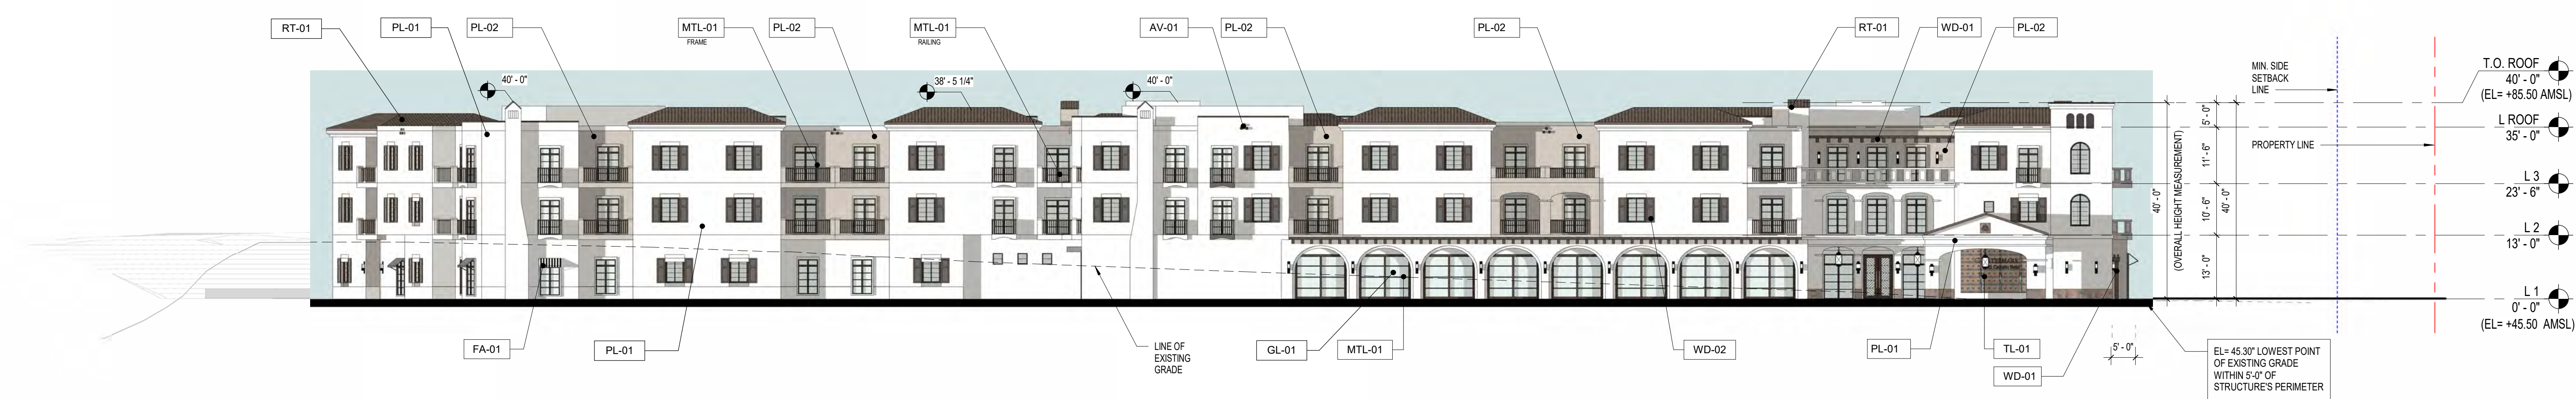 RT-01
PL-01
PL-02
MTL-01
FRAME
PL-02
MTL-01
RAILING
AV-01
PL-02
PL-02
RT-01
WD-01
PL-02
40' - 0"
38' - 5 1/4"
40' - 0"
MIN. SIDE
SETBACK
LINE
PROPERTY LINE
T.O. ROOF
40' - 0"
(EL= +85.50 AMSL)
L ROOF
35' - 0"
L 3
23' - 6"
L 2
13' - 0"
L 1
0' - 0"
(EL= +45.50 AMSL)
40' - 0"
(OVERALL HEIGHT MEASUREMENT)
5' - 0"
11' - 6"
10' - 6"
13' - 0"
40' - 0"
FA-01
PL-01
LINE OF
EXISTING
GRADE
GL-01
MTL-01
WD-02
PL-01
TL-01
WD-01
5' - 0"
EL= 45.30" LOWEST POINT
OF EXISTING GRADE
WITHIN 5'-0" OF
STRUCTURE'S PERIMETER